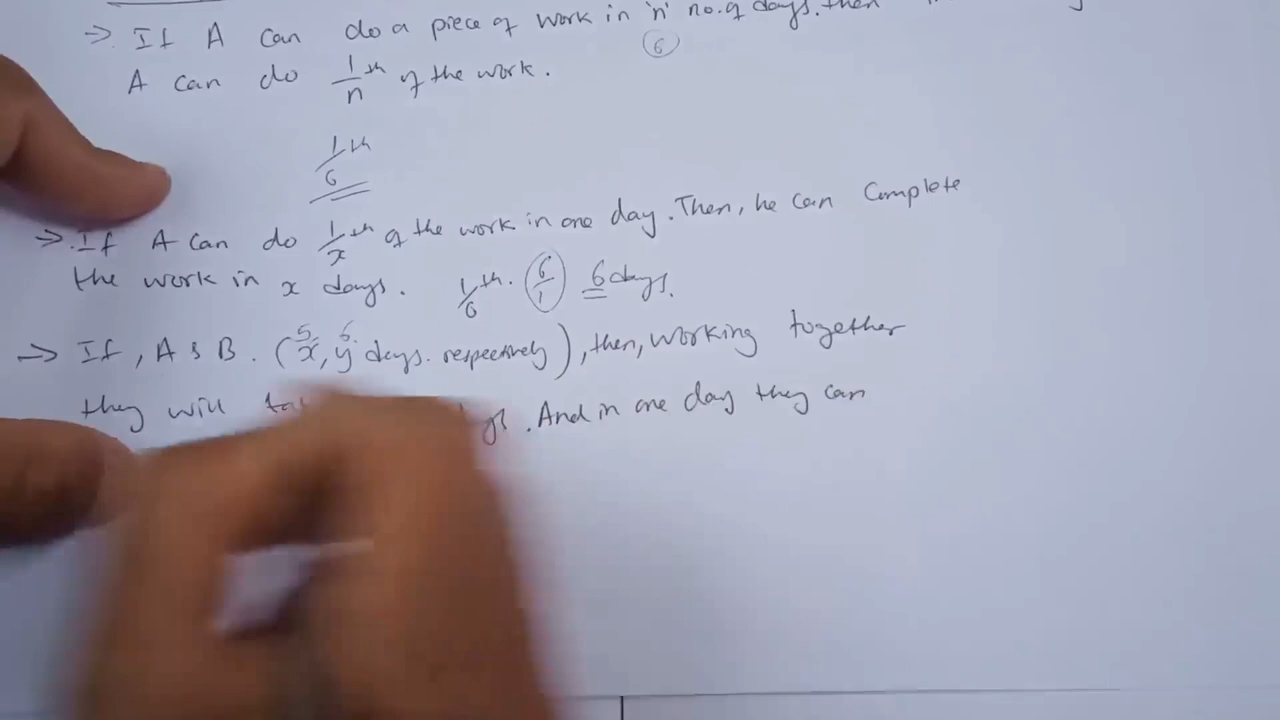 → If A can do a piece of work in 'n' no. of days. then
6
A can do 1/n th of the work.
1/6 th
→ If A can do 1/x th of the work in one day. Then, he can Complete
the work in x days. 1/6 th. 6/1 6 days.
5 6
→ If, A & B. (x, y days. respectively), then, working together
they will . And in one day they can